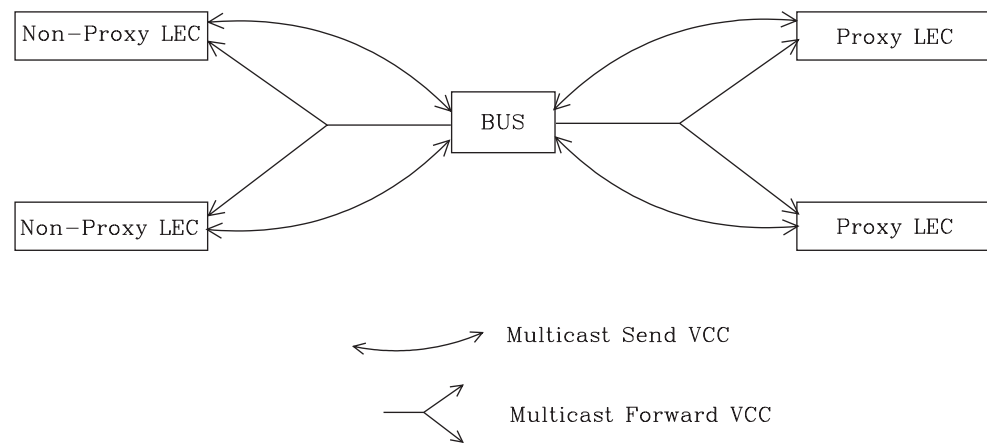 Non-Proxy LEC
Proxy LEC
BUS
Non-Proxy LEC
Proxy LEC
Multicast Send VCC
Multicast Forward VCC